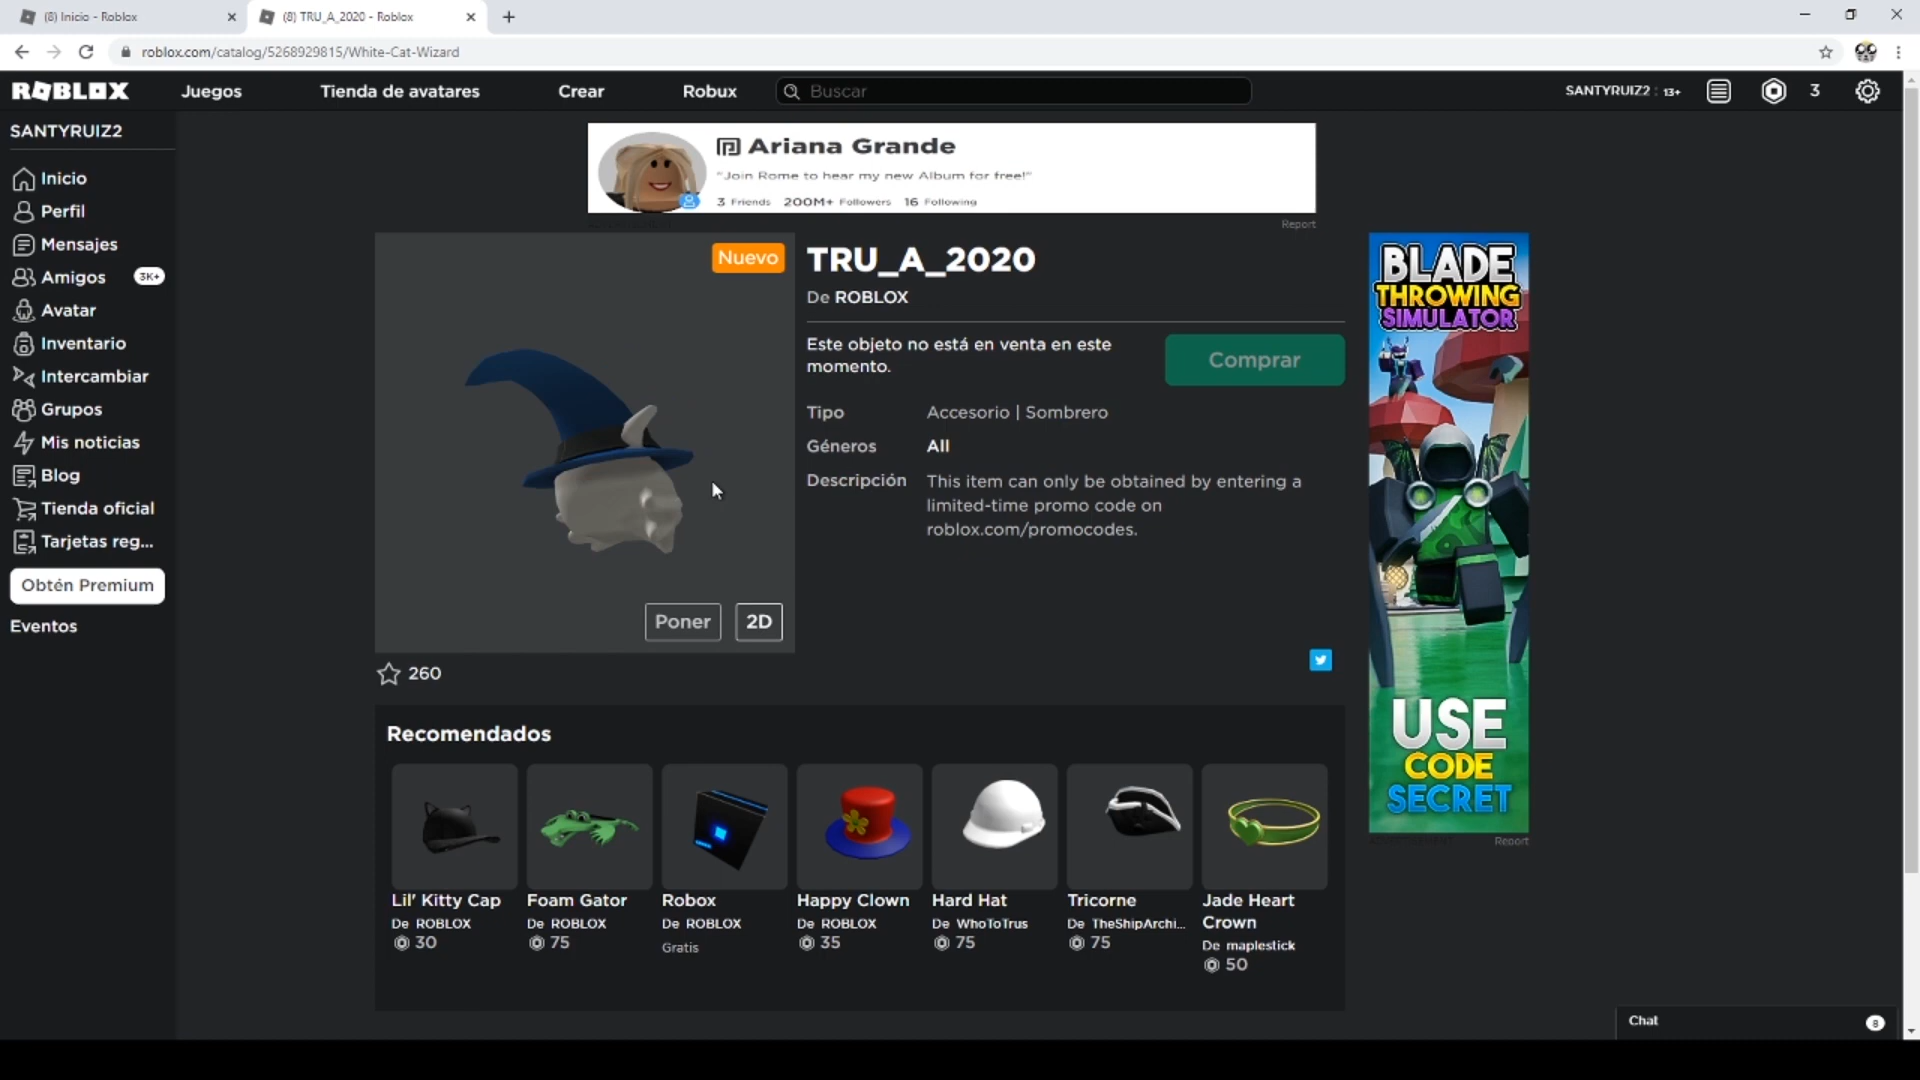 (8) Inicio - Roblox
(8) TRU_A_2020 - Roblox
roblox.com/catalog/5268929815/White-Cat-Wizard
ROBLOX
Juegos
Tienda de avatares
Crear
Robux
Buscar
SANTYRUIZ2 : 13+
3
SANTYRUIZ2
Inicio
Perfil
Mensajes
Amigos
3K+
Avatar
Inventario
Intercambiar
Grupos
Mis noticias
Blog
Tienda oficial
Tarjetas reg...
Obtén Premium
Eventos
Ariana Grande
"Join Rome to hear my new Album for free!"
3 Friends 200M+ Followers 16 Following
Report
Nuevo
Poner
2D
260
TRU_A_2020
De ROBLOX
Este objeto no está en venta en este
momento.
Comprar
Tipo
Accesorio | Sombrero
Géneros
All
Descripción
This item can only be obtained by entering a
limited-time promo code on
roblox.com/promocodes.
BLADE
THROWING
SIMULATOR
USE
CODE
SECRET
Report
Recomendados
Lil' Kitty Cap
De ROBLOX
30
Foam Gator
De ROBLOX
75
Robox
De ROBLOX
Gratis
Happy Clown
De ROBLOX
35
Hard Hat
De WhoToTrus
75
Tricorne
De TheShipArchi...
75
Jade Heart
Crown
De maplestick
50
Chat
8